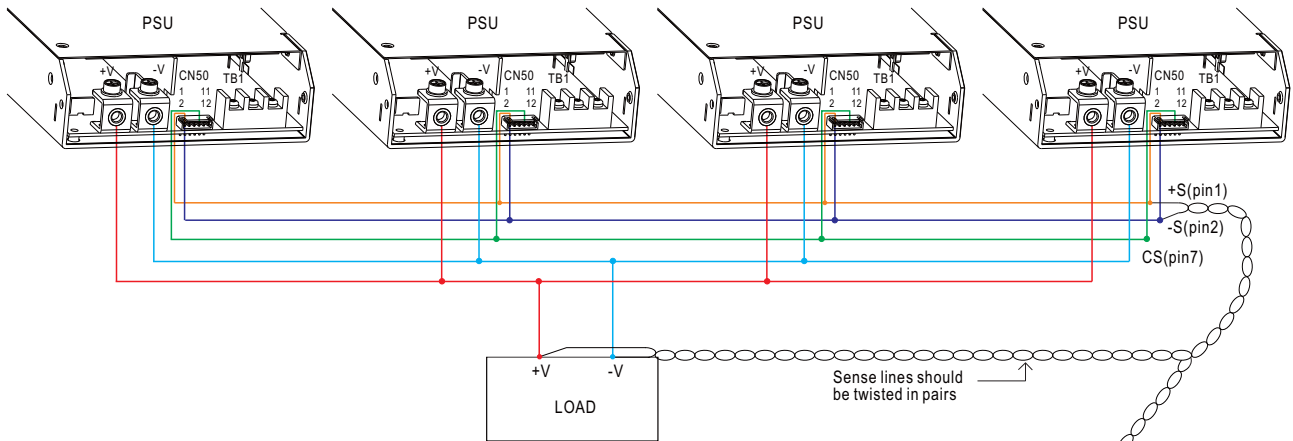 PSU PSU PSU PSU
+V -V CN50 TB1 +V -V CN50 TB1 +V -V CN50 TB1 +V -V CN50 TB1
1 11 1 11 1 11 1 11
2 12 2 12 2 12 2 12
+S(pin1)
-S(pin2)
CS(pin7)
+V -V
LOAD
Sense lines should
be twisted in pairs